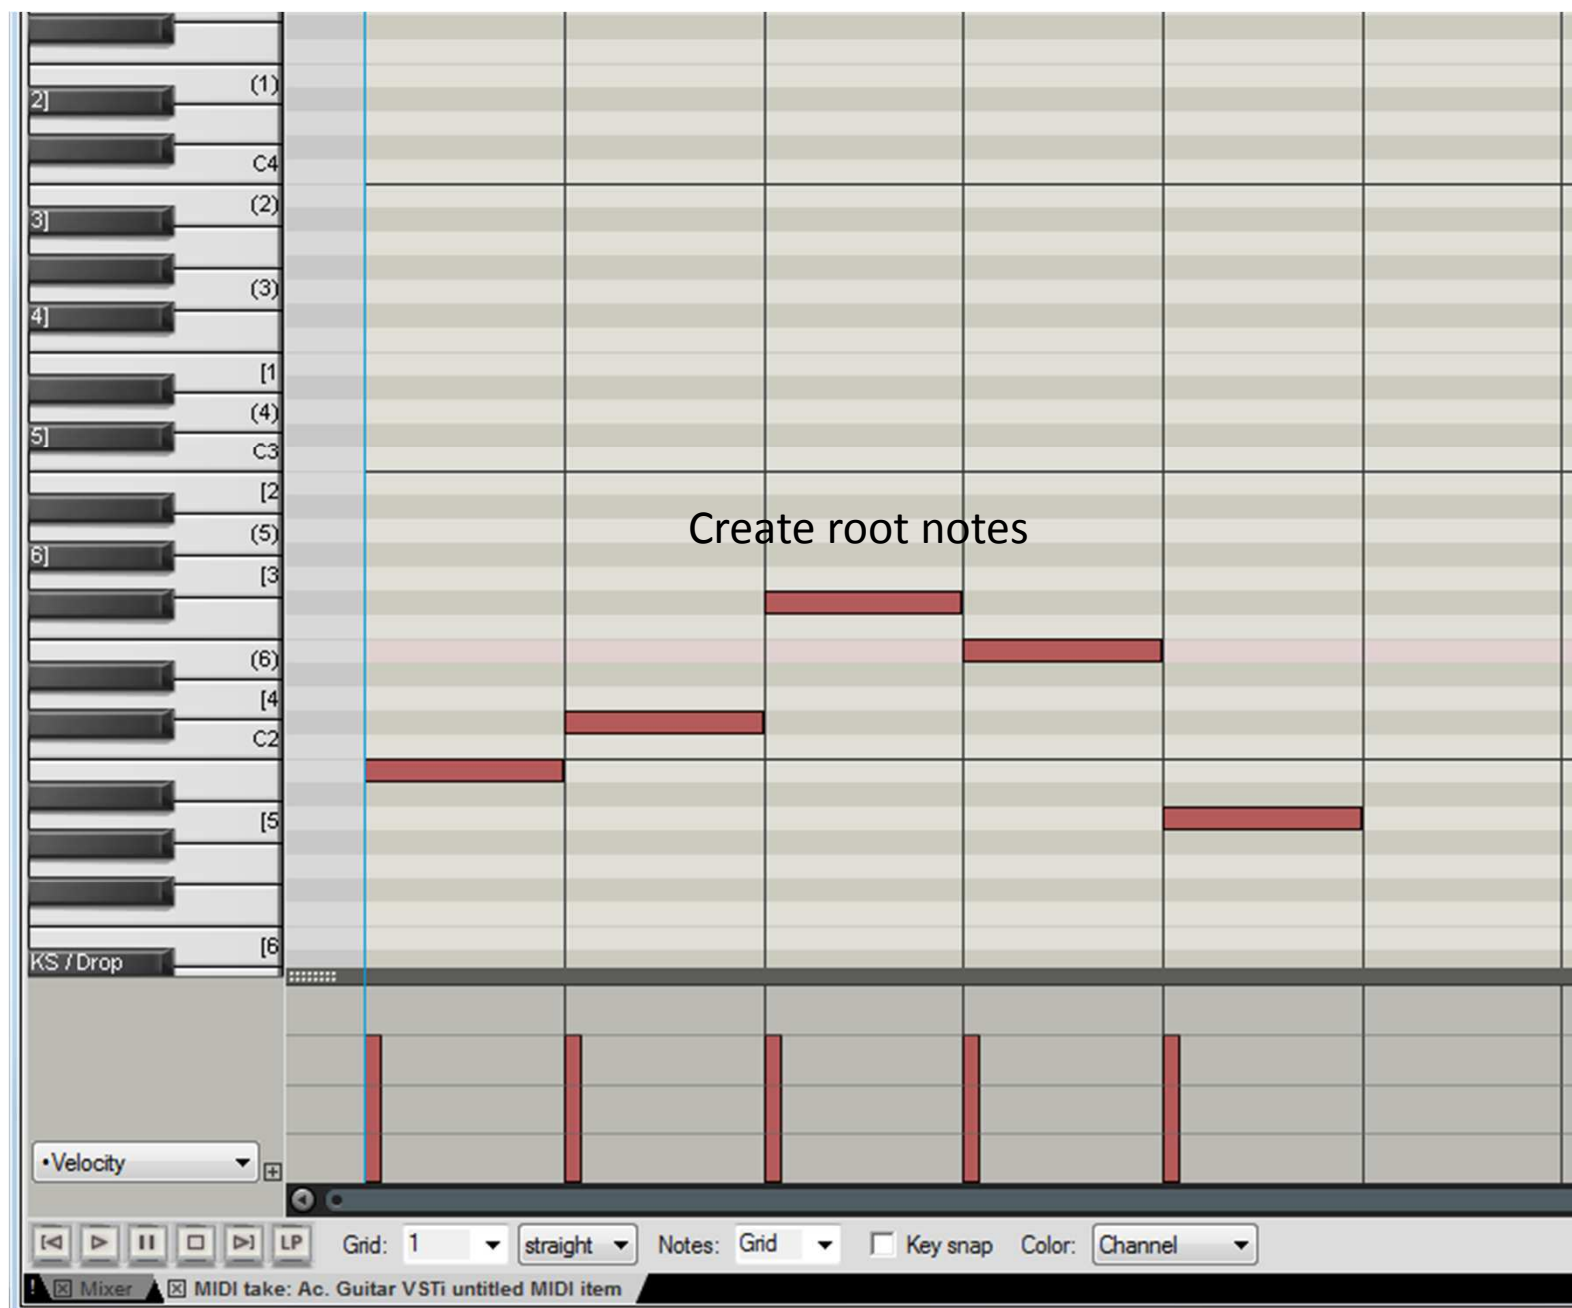 (1)
2]
C4
(2)
3]
(3)
4]
[1
(4)
5]
C3
[2
(5)
Create root notes
6]
[3
(6)
[4
C2
[5
[6
KS / Drop
•Velocity
LP Grid: 1 straight Notes: Grid Key snap Color: Channel
! Mixer MIDI take: Ac. Guitar VSTi untitled MIDI item